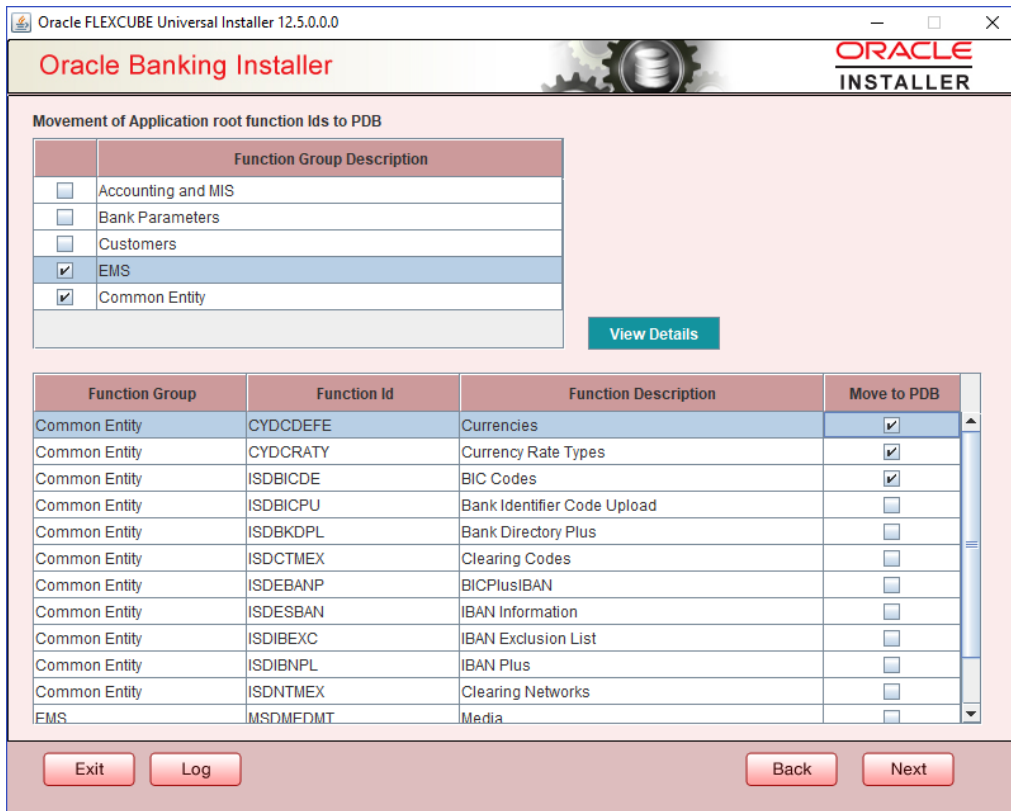 Oracle FLEXCUBE Universal Installer 12.5.0.0.0
Oracle Banking Installer
ORACLE
INSTALLER
Movement of Application root function Ids to PDB
Function Group Description
Accounting and MIS
Bank Parameters
Customers
EMS
Common Entity
View Details
Function Group Function Id Function Description Move to PDB
Common Entity CYDCDEFE Currencies
Common Entity CYDCRATY Currency Rate Types
Common Entity ISDBICDE BIC Codes
Common Entity ISDBICPU Bank Identifier Code Upload
Common Entity ISDBKDPL Bank Directory Plus
Common Entity ISDCTMEX Clearing Codes
Common Entity ISDEBANP BICPlusIBAN
Common Entity ISDESBAN IBAN Information
Common Entity ISDIBEXC IBAN Exclusion List
Common Entity ISDIBNPL IBAN Plus
Common Entity ISDNTMEX Clearing Networks
EMS MSDMEDMT Media
Exit Log Back Next